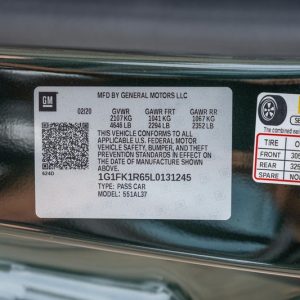 GM
MFD BY GENERAL MOTORS LLC
02/20 GVWR GAWR FRT GAWR RR
2107 KG 1041 KG 1067 KG
4646 LB 2294 LB 2352 LB
THIS VEHICLE CONFORMS TO ALL
APPLICABLE U.S. FEDERAL MOTOR
VEHICLE SAFETY, BUMPER, AND THEFT
PREVENTION STANDARDS IN EFFECT ON
THE DATE OF MANUFACTURE SHOWN
ABOVE.
624D
1G1FK1R65L0131245
TYPE: PASS CAR
MODEL: 551AL37
The combined
TIRE
FRONT
REAR
SPARE